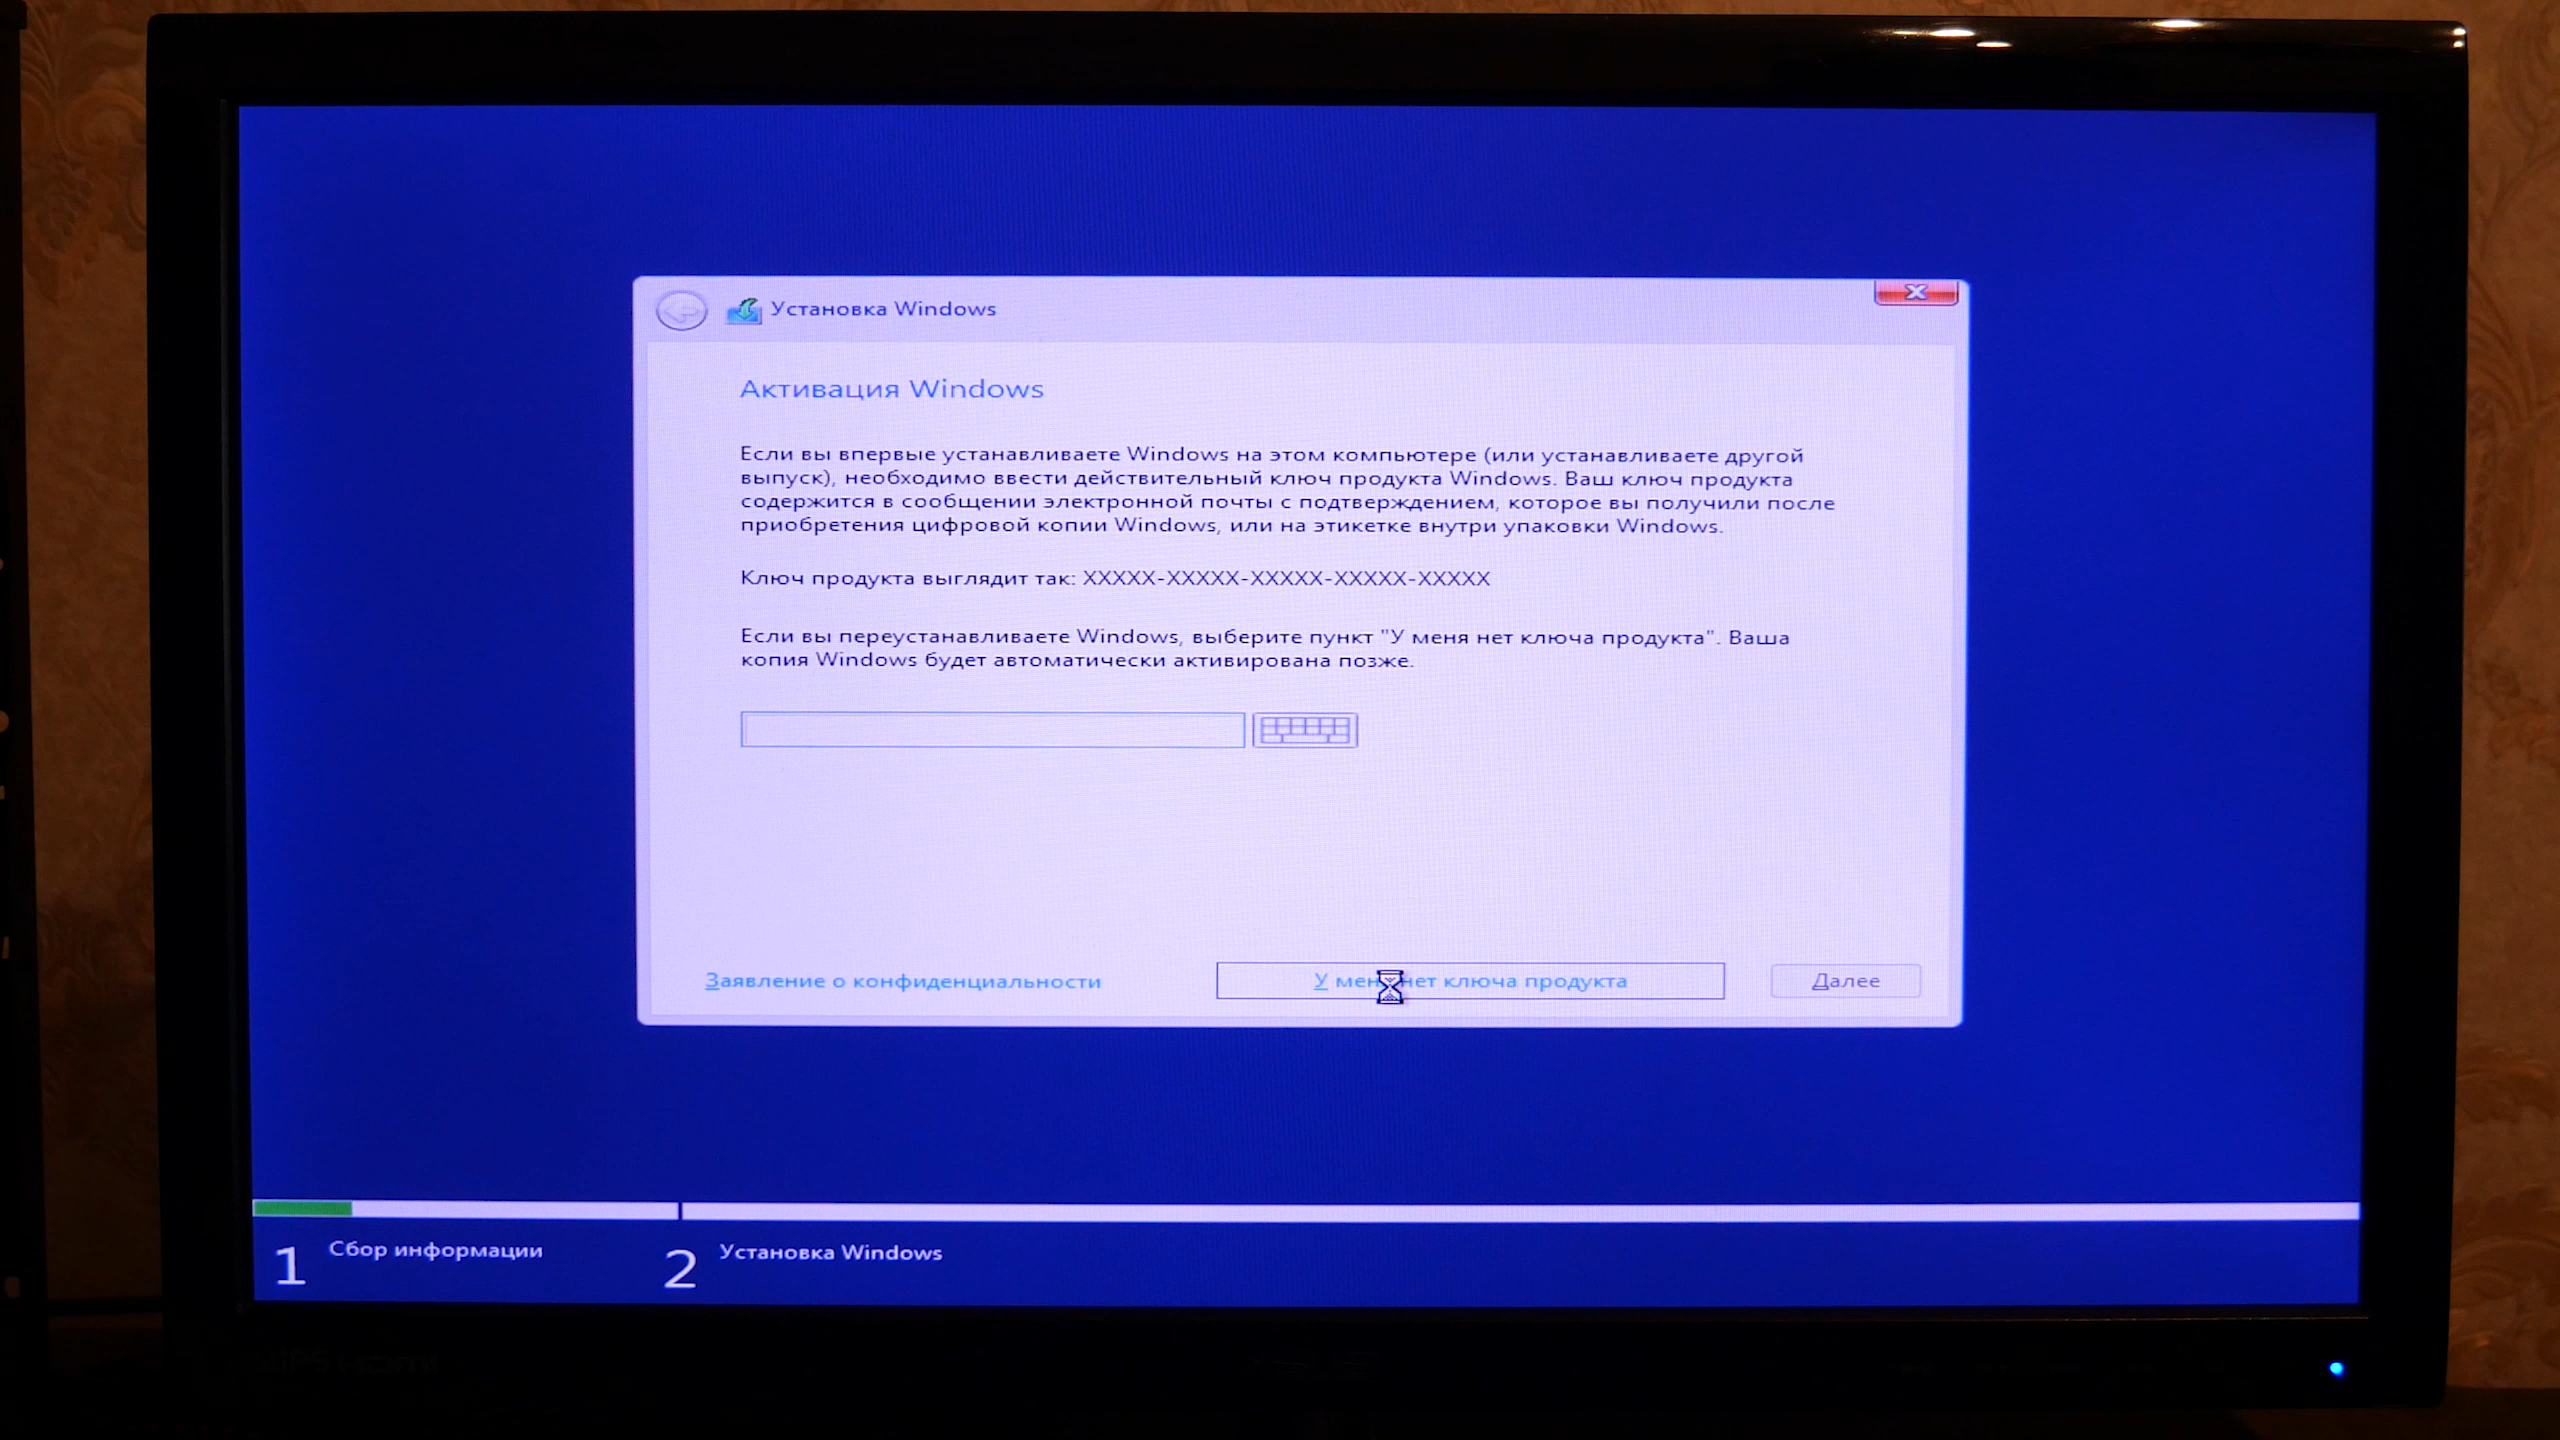 Установка Windows
Активация Windows
Если вы впервые устанавливаете Windows на этом компьютере (или устанавливаете другой
выпуск), необходимо ввести действительный ключ продукта Windows. Ваш ключ продукта
содержится в сообщении электронной почты с подтверждением, которое вы получили после
приобретения цифровой копии Windows, или на этикетке внутри упаковки Windows.
Ключ продукта выглядит так: XXXXX-XXXXX-XXXXX-XXXXX-XXXXX
Если вы переустанавливаете Windows, выберите пункт "У меня нет ключа продукта". Ваша
копия Windows будет автоматически активирована позже.
Заявление о конфиденциальности
У меня нет ключа продукта
Далее
1 Сбор информации
2 Установка Windows